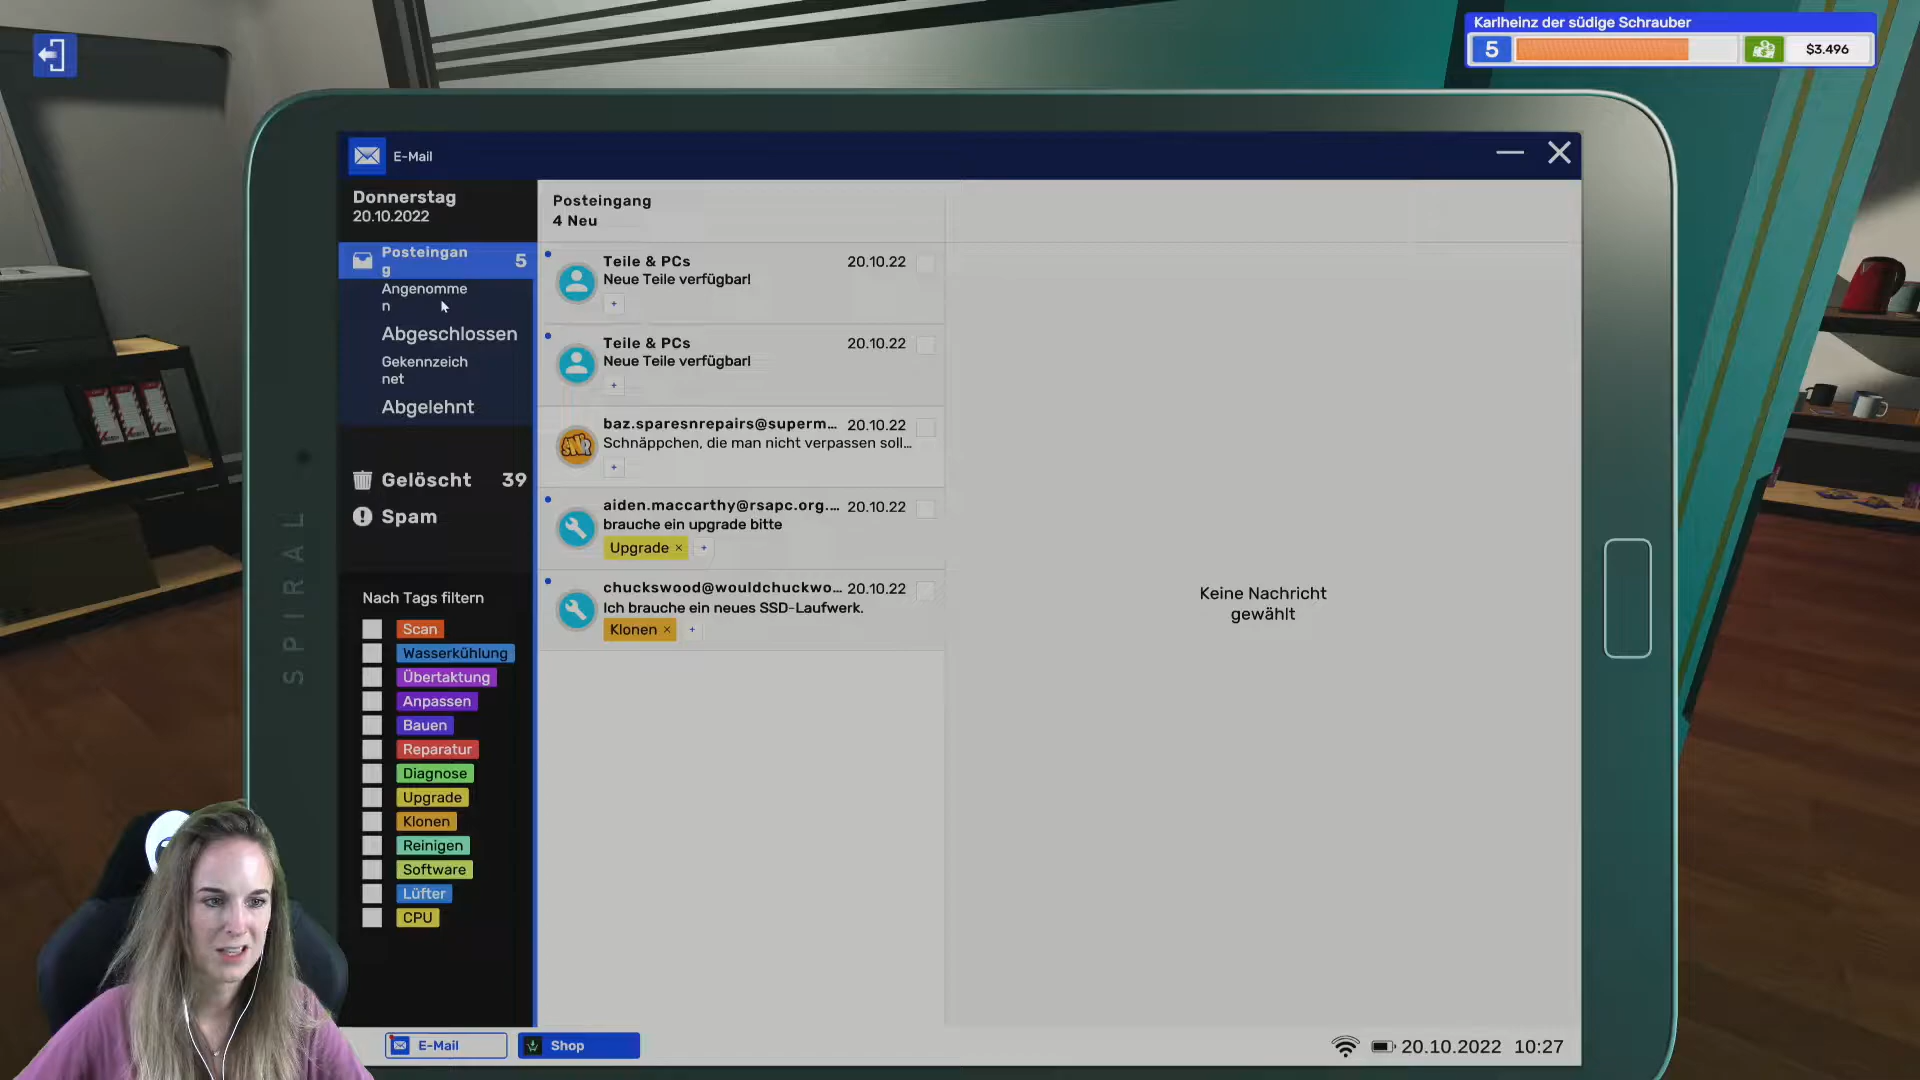 Karlheinz der südige Schrauber
5
$3.496
E-Mail
Donnerstag
20.10.2022
Posteingan
g
5
Angenomme
n
Abgeschlossen
Gekennzeich
net
Abgelehnt
Gelöscht 39
Spam
Nach Tags filtern
Scan
Wasserkühlung
Übertaktung
Anpassen
Bauen
Reparatur
Diagnose
Upgrade
Klonen
Reinigen
Software
Lüfter
CPU
Posteingang
4 Neu
Teile & PCs 20.10.22
Neue Teile verfügbar!
+
Teile & PCs 20.10.22
Neue Teile verfügbar!
+
baz.sparesnrepairs@superm... 20.10.22
Schnäppchen, die man nicht verpassen soll...
+
SNR
aiden.maccarthy@rsapc.org.... 20.10.22
brauche ein upgrade bitte
Upgrade × +
chuckswood@wouldchuckwo... 20.10.22
Ich brauche ein neues SSD-Laufwerk.
Klonen × +
Keine Nachricht
gewählt
SPIRAL
E-Mail
Shop
20.10.2022 10:27